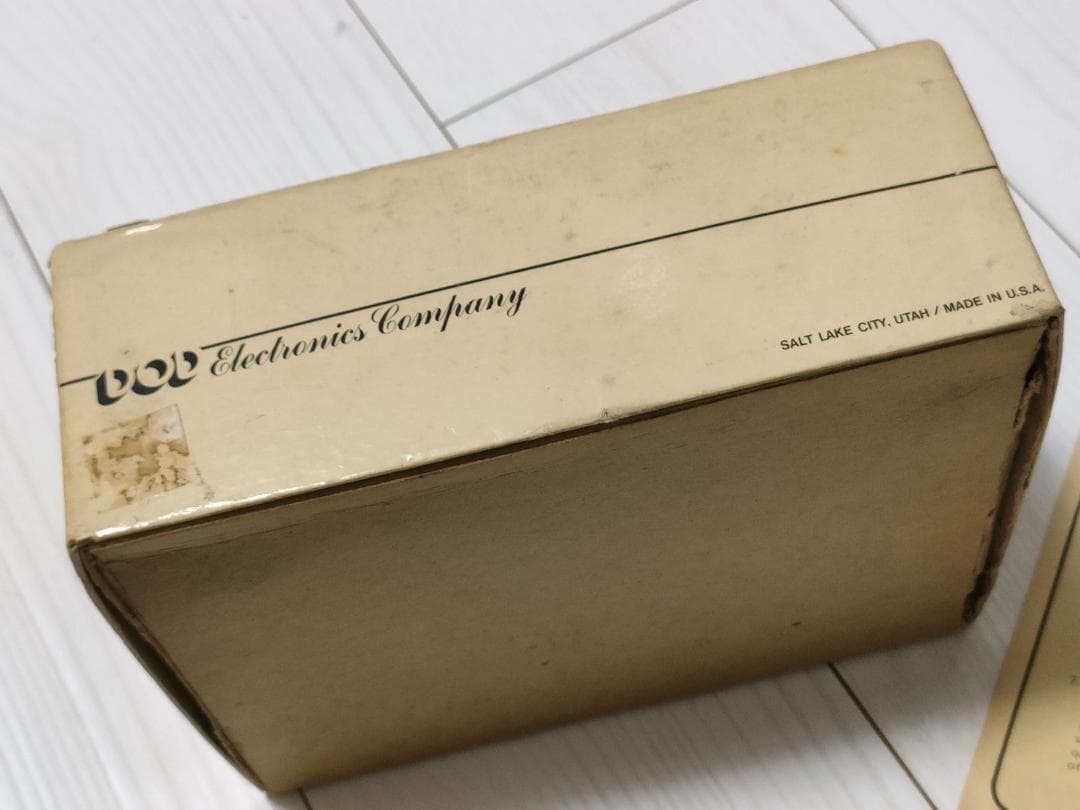 DOD Electronics Company
SALT LAKE CITY, UTAH / MADE IN U.S.A.